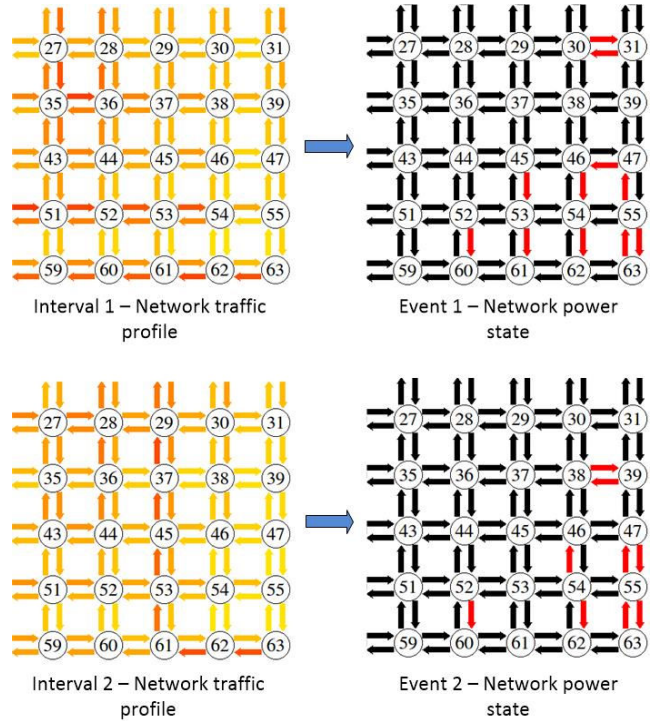 27 28 29 30 31
35 36 37 38 39
43 44 45 46 47
51 52 53 54 55
59 60 61 62 63
Interval 1 – Network traffic
profile
27 28 29 30 31
35 36 37 38 39
43 44 45 46 47
51 52 53 54 55
59 60 61 62 63
Event 1 – Network power
state
27 28 29 30 31
35 36 37 38 39
43 44 45 46 47
51 52 53 54 55
59 60 61 62 63
Interval 2 – Network traffic
profile
27 28 29 30 31
35 36 37 38 39
43 44 45 46 47
51 52 53 54 55
59 60 61 62 63
Event 2 – Network power
state